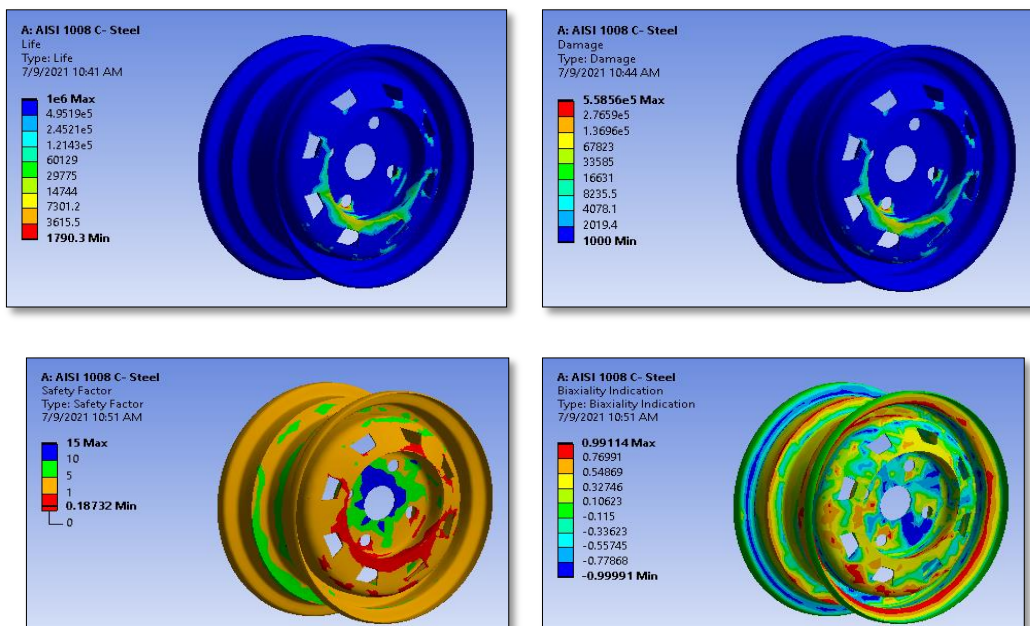 A: AISI 1008 C- Steel
Life
Type: Life
7/9/2021 10:41 AM
1e6 Max
4.9519e5
2.4521e5
1.2143e5
60129
29775
14744
7301.2
3615.5
1790.3 Min
A: AISI 1008 C- Steel
Damage
Type: Damage
7/9/2021 10:44 AM
5.5856e5 Max
2.7659e5
1.3696e5
67823
33585
16631
8235.5
4078.1
2019.4
1000 Min
A: AISI 1008 C- Steel
Safety Factor
Type: Safety Factor
7/9/2021 10:51 AM
15 Max
10
5
1
0.18732 Min
0
A: AISI 1008 C- Steel
Biaxiality Indication
Type: Biaxiality Indication
7/9/2021 10:51 AM
0.99114 Max
0.76991
0.54869
0.32746
0.10623
-0.115
-0.33623
-0.55745
-0.77868
-0.99991 Min